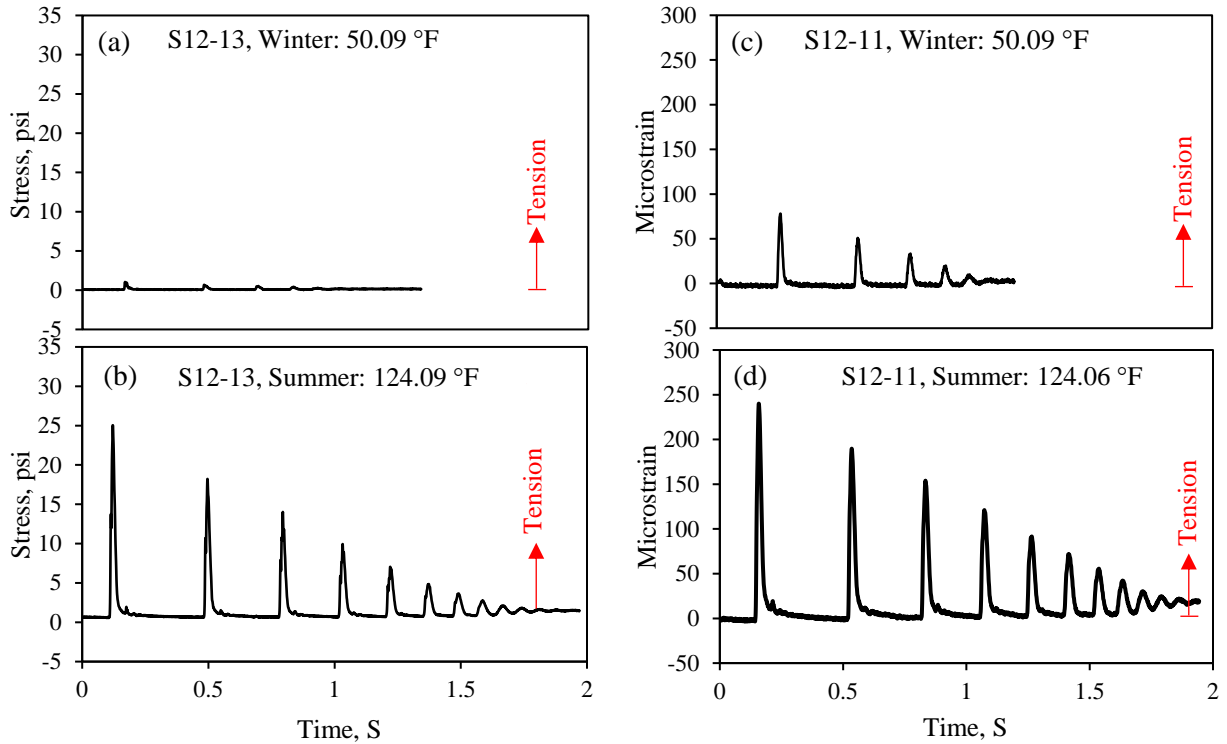 (a) S12-13, Winter: 50.09 °F
35
30
25
20
15
10
5
0
-5
Stress, psi
Tension
(c) S12-11, Winter: 50.09 °F
300
250
200
150
100
50
0
-50
Microstrain
Tension
(b) S12-13, Summer: 124.09 °F
35
30
25
20
15
10
5
0
-5
Stress, psi
Tension
0 0.5 1 1.5 2
Time, S
(d) S12-11, Summer: 124.06 °F
300
250
200
150
100
50
0
-50
Microstrain
Tension
0 0.5 1 1.5 2
Time, S